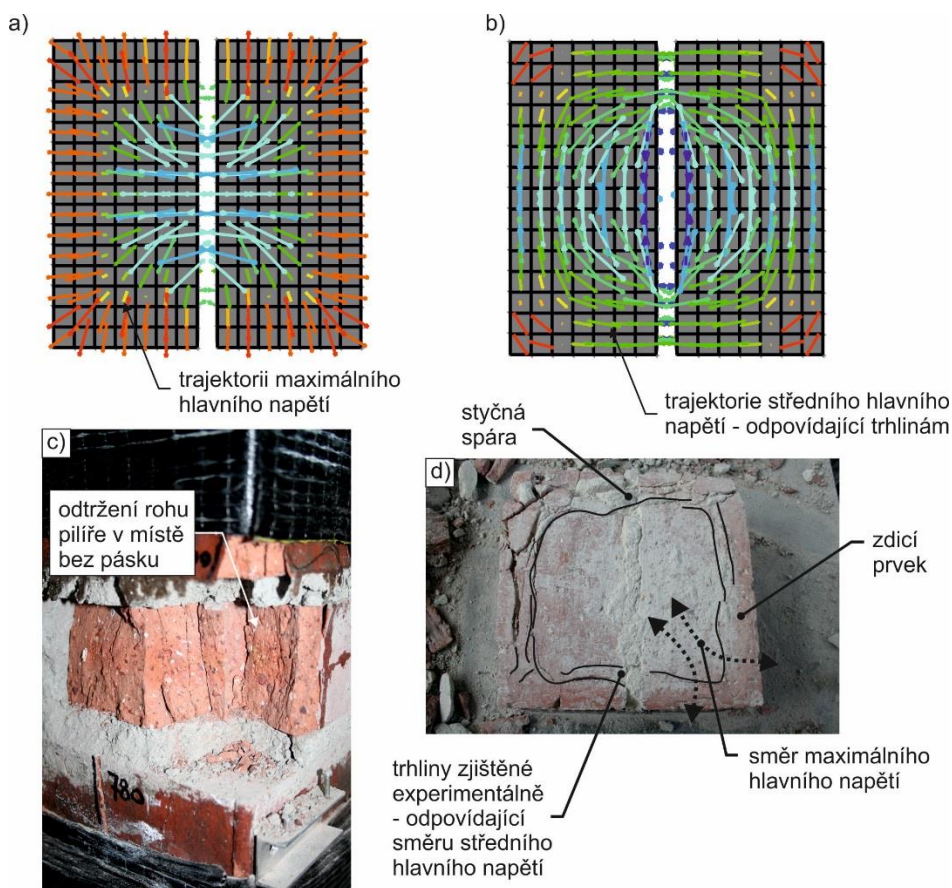 a)
b)
trajektorii maximálního
hlavního napětí
trajektorie středního hlavního
napětí - odpovídající trhlinám
c)
odtržení rohu
pilíře v místě
bez pásku
780
styčná
spára
d)
zdicí
prvek
trhliny zjištěné
experimentálně
- odpovídající
směru středního
hlavního napětí
směr maximálního
hlavního napětí